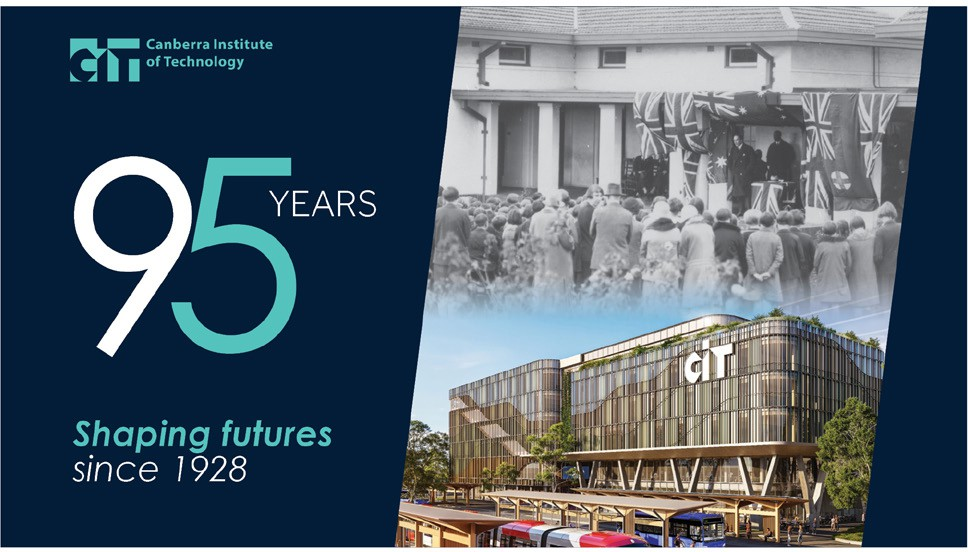 CIT Canberra Institute
of Technology
95 YEARS
Shaping futures
since 1928
CIT